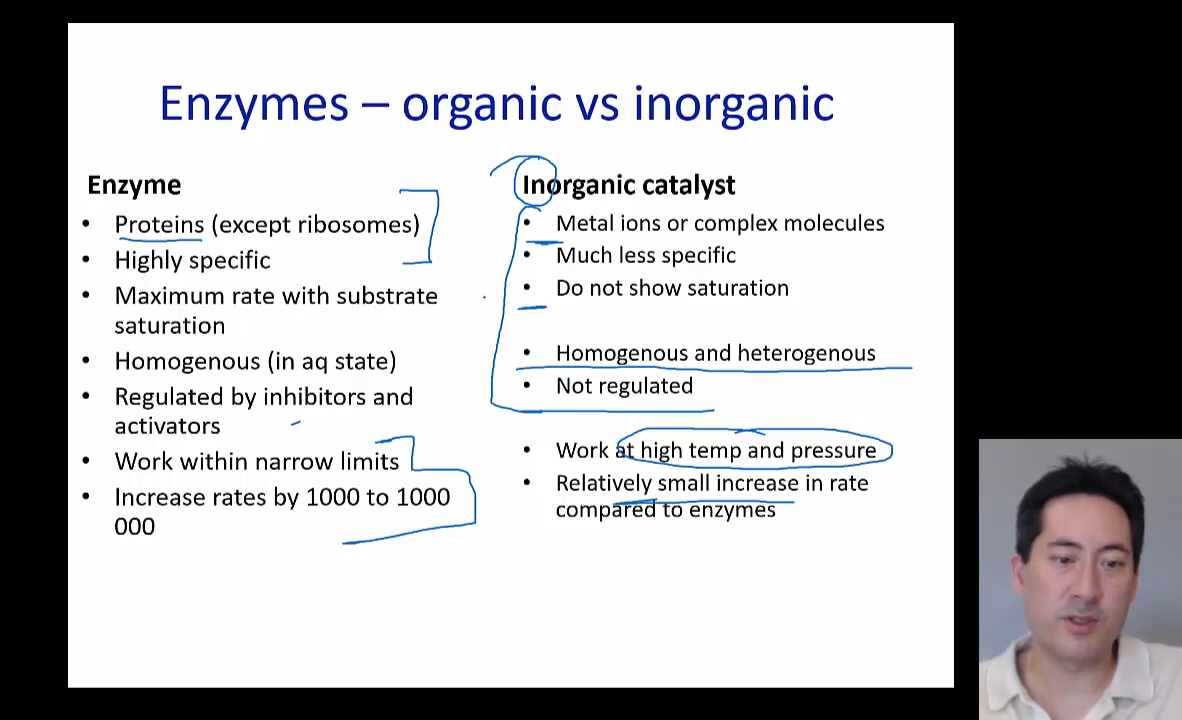 Enzymes – organic vs inorganic
Enzyme
• Proteins (except ribosomes)
• Highly specific
• Maximum rate with substrate
saturation
• Homogenous (in aq state)
• Regulated by inhibitors and
activators
• Work within narrow limits
• Increase rates by 1000 to 1000
000
Inorganic catalyst
• Metal ions or complex molecules
• Much less specific
• Do not show saturation
• Homogenous and heterogenous
• Not regulated
• Work at high temp and pressure
• Relatively small increase in rate
compared to enzymes